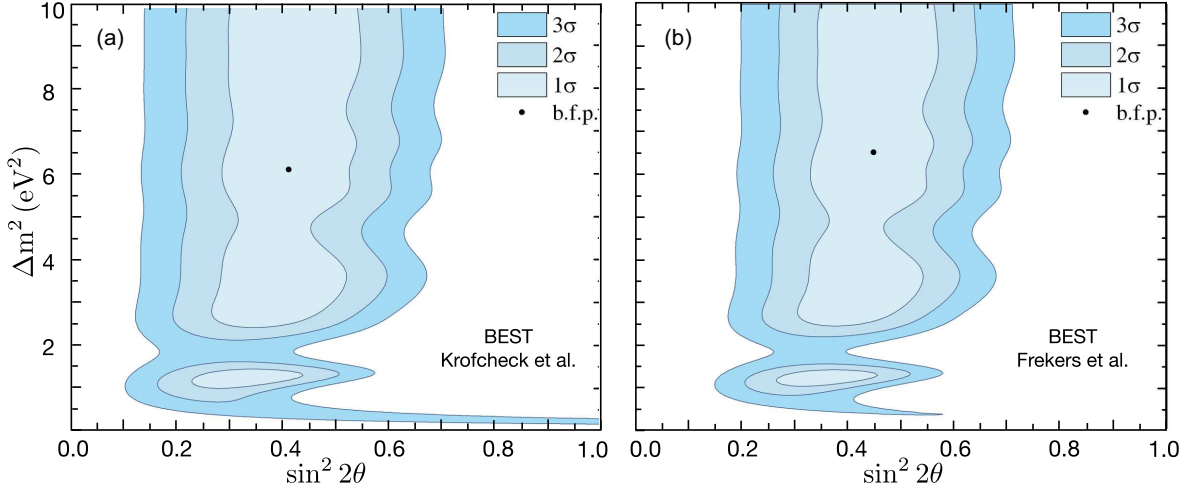 (a)
3σ
2σ
1σ
b.f.p.
10
8
6
4
2
Δm² (eV²)
BEST
Krofcheck et al.
0.0 0.2 0.4 0.6 0.8 1.0
sin² 2θ
(b)
3σ
2σ
1σ
b.f.p.
BEST
Frekers et al.
0.0 0.2 0.4 0.6 0.8 1.0
sin² 2θ